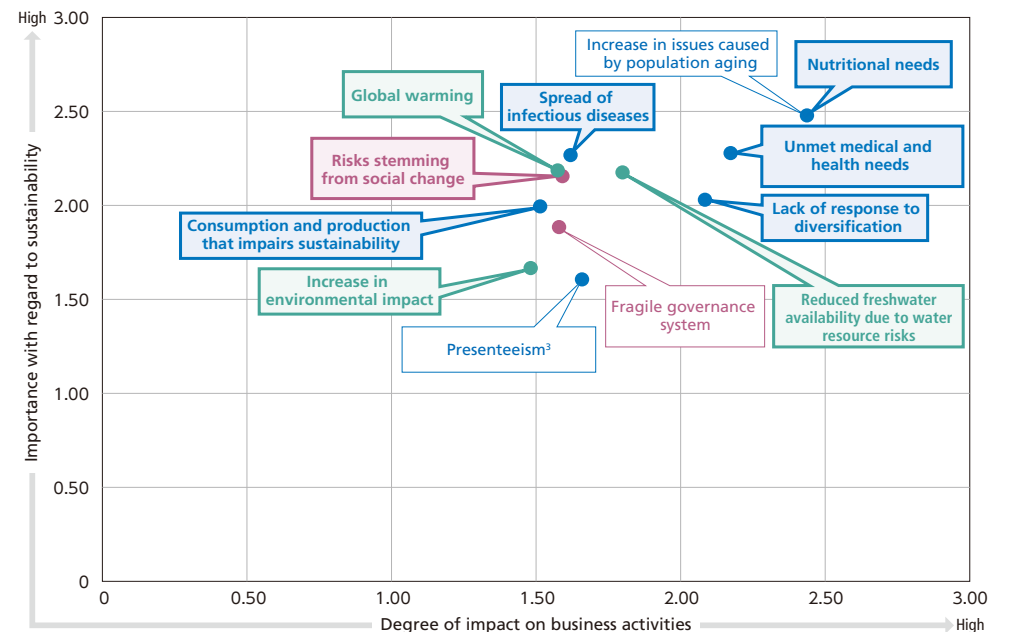 High 3.00
Increase in issues caused
by population aging
Nutritional needs
Global warming
Spread of
infectious diseases
2.50
Unmet medical and
health needs
Risks stemming
from social change
2.00
Lack of response to
diversification
Consumption and production
that impairs sustainability
Increase in
environmental impact
1.50
Fragile governance
system
Reduced freshwater
availability due to water
resource risks
Presenteeism³
1.00
0.50
0
Importance with regard to sustainability
0 0.50 1.00 1.50 2.00 2.50 3.00
Degree of impact on business activities
High